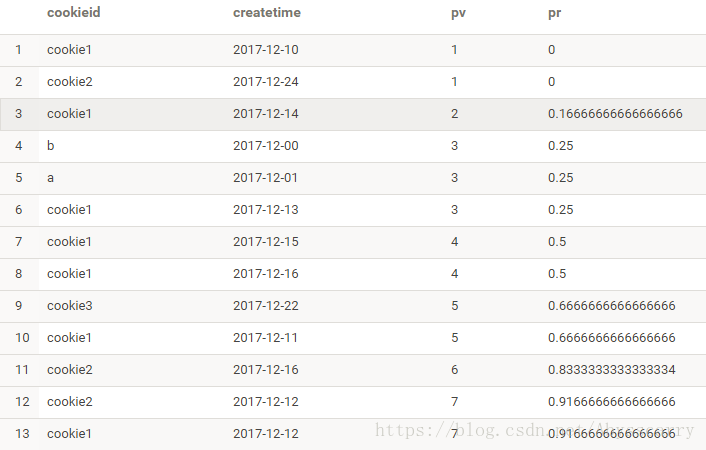 cookieid createtime pv pr
1 cookie1 2017-12-10 1 0
2 cookie2 2017-12-24 1 0
3 cookie1 2017-12-14 2 0.16666666666666666
4 b 2017-12-00 3 0.25
5 a 2017-12-01 3 0.25
6 cookie1 2017-12-13 3 0.25
7 cookie1 2017-12-15 4 0.5
8 cookie1 2017-12-16 4 0.5
9 cookie3 2017-12-22 5 0.6666666666666666
10 cookie1 2017-12-11 5 0.6666666666666666
11 cookie2 2017-12-16 6 0.8333333333333334
12 cookie2 2017-12-12 7 0.9166666666666666
13 cookie1 2017-12-12 7 0.9166666666666666